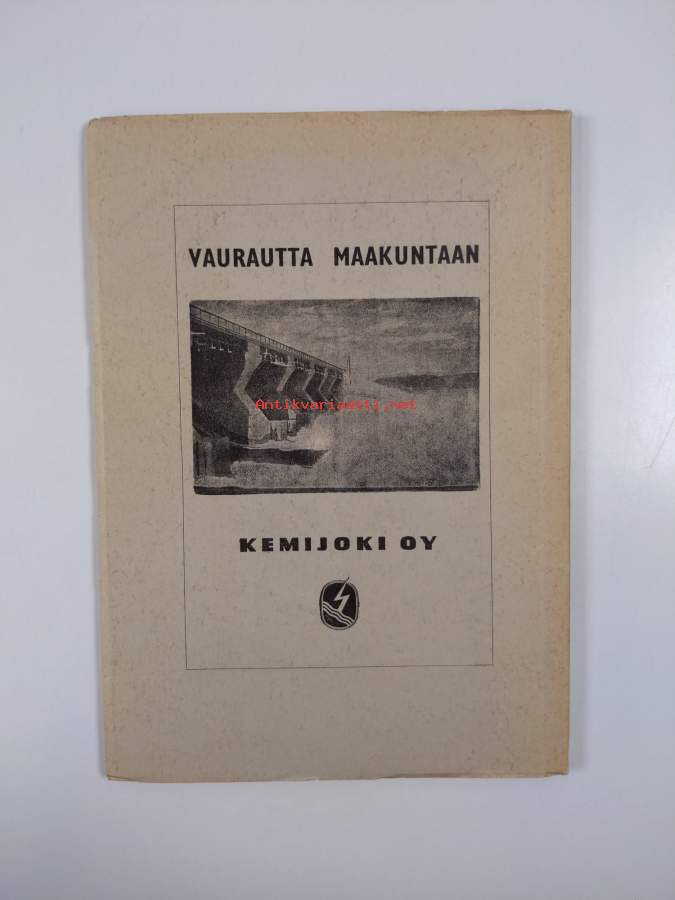 VAURAUTTA MAAKUNTAAN
Antikvariaatti.net
KEMIJOKI OY